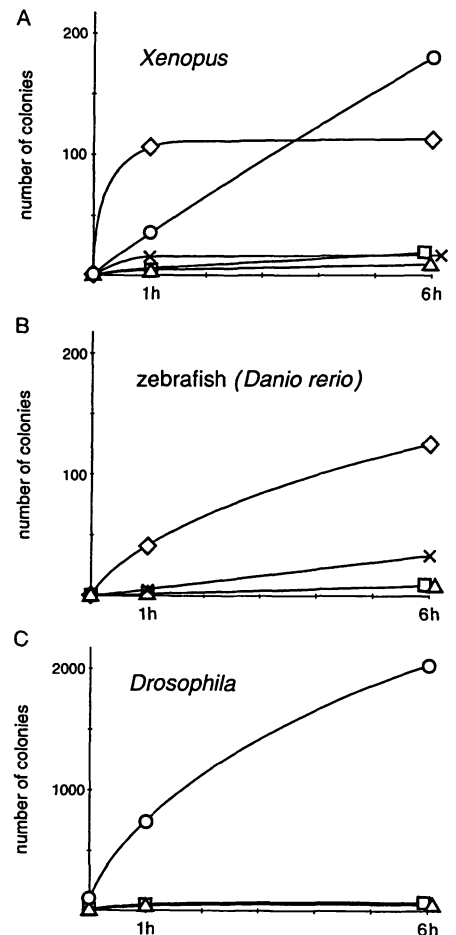 A
200
Xenopus
number of colonies
100
1h
6h
B
200
zebrafish (Danio rerio)
number of colonies
100
1h
6h
C
2000
Drosophila
number of colonies
1000
1h
6h